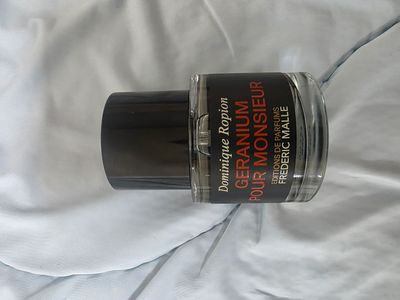 Dominique Ropion
GERANIUM
POUR MONSIEUR
EDITIONS DE PARFUMS
FREDERIC MALLE